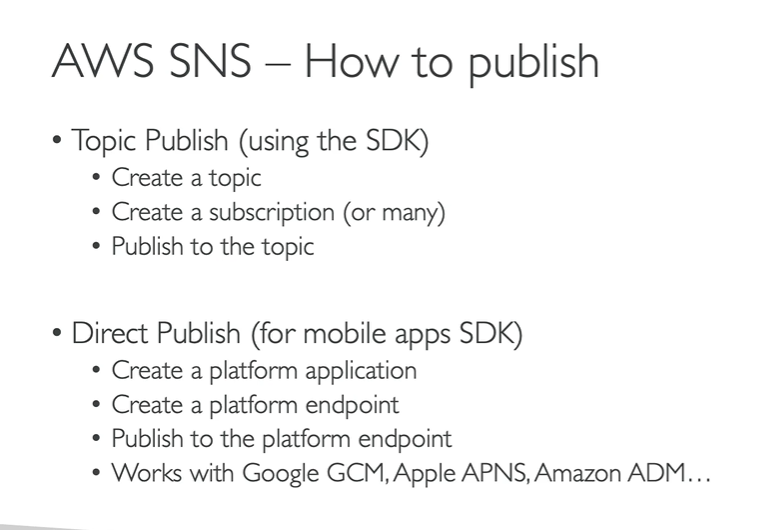 AWS SNS – How to publish
• Topic Publish (using the SDK)
• Create a topic
• Create a subscription (or many)
• Publish to the topic
• Direct Publish (for mobile apps SDK)
• Create a platform application
• Create a platform endpoint
• Publish to the platform endpoint
• Works with Google GCM, Apple APNS, Amazon ADM…